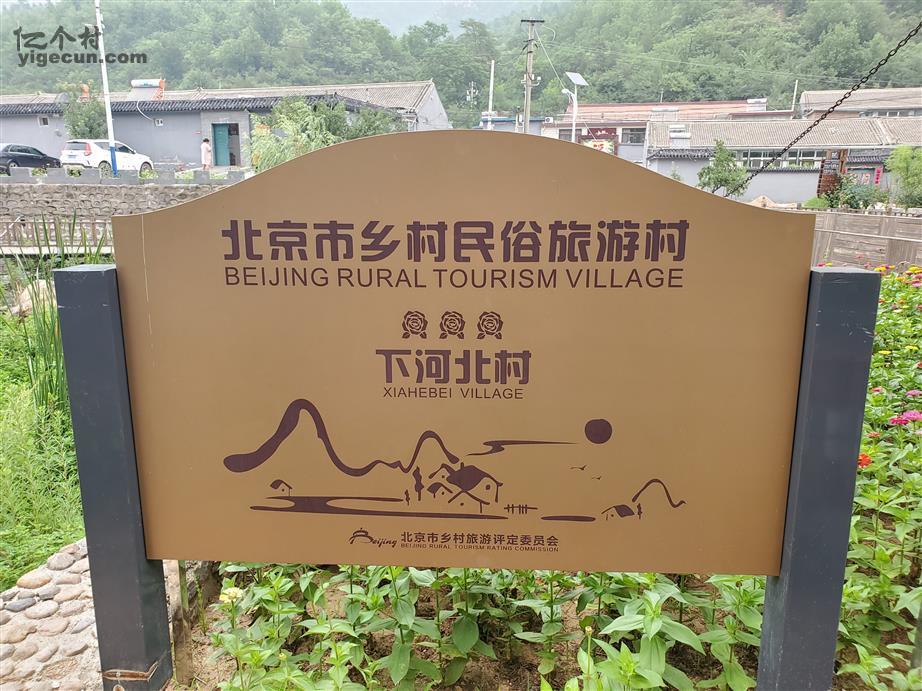 亿个村
yigecun.com
北京市乡村民俗旅游村
BEIJING RURAL TOURISM VILLAGE
下河北村
XIAHEBEI VILLAGE
Beijing
北京市乡村旅游评定委员会
BEIJING RURAL TOURISM RATING COMMISSION